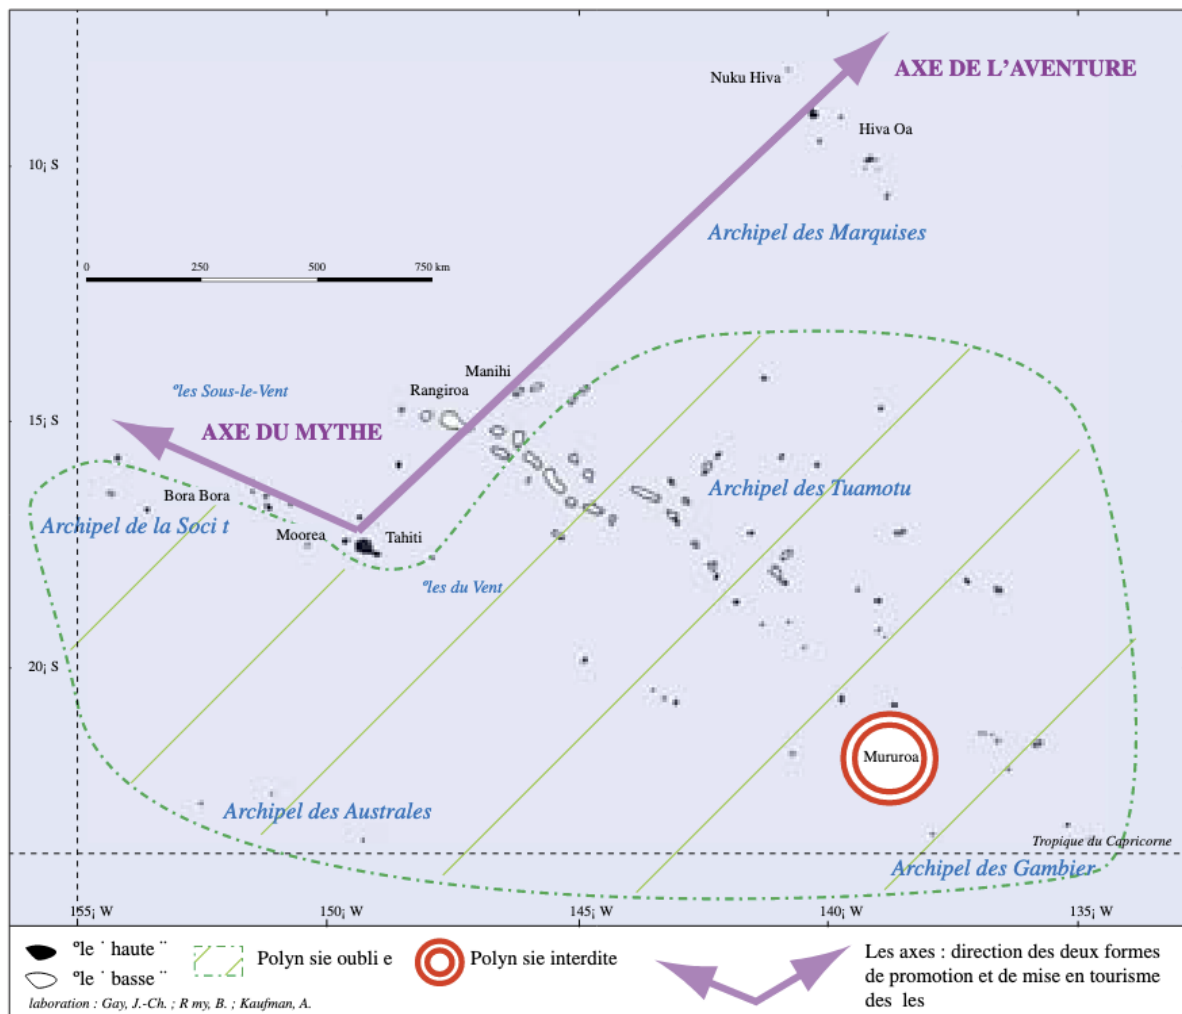 Nuku Hiva
AXE DE L'AVENTURE
Hiva Oa
10¡ S
Archipel des Marquises
0 250 500 750 km
Manihi
Rangiroa
ºles Sous-le-Vent
15¡ S
AXE DU MYTHE
Archipel des Tuamotu
Bora Bora
Archipel de la Soci t
Moorea
Tahiti
ºles du Vent
20¡ S
Mururoa
Archipel des Australes
Tropique du Capricorne
Archipel des Gambier
155¡ W 150¡ W 145¡ W 140¡ W 135¡ W
ºle ˙ haute ¨
ºle ˙ basse ¨
Polyn sie oubli e
Polyn sie interdite
Les axes : direction des deux formes
de promotion et de mise en tourisme
des les
laboration : Gay, J.-Ch. ; R my, B. ; Kaufman, A.